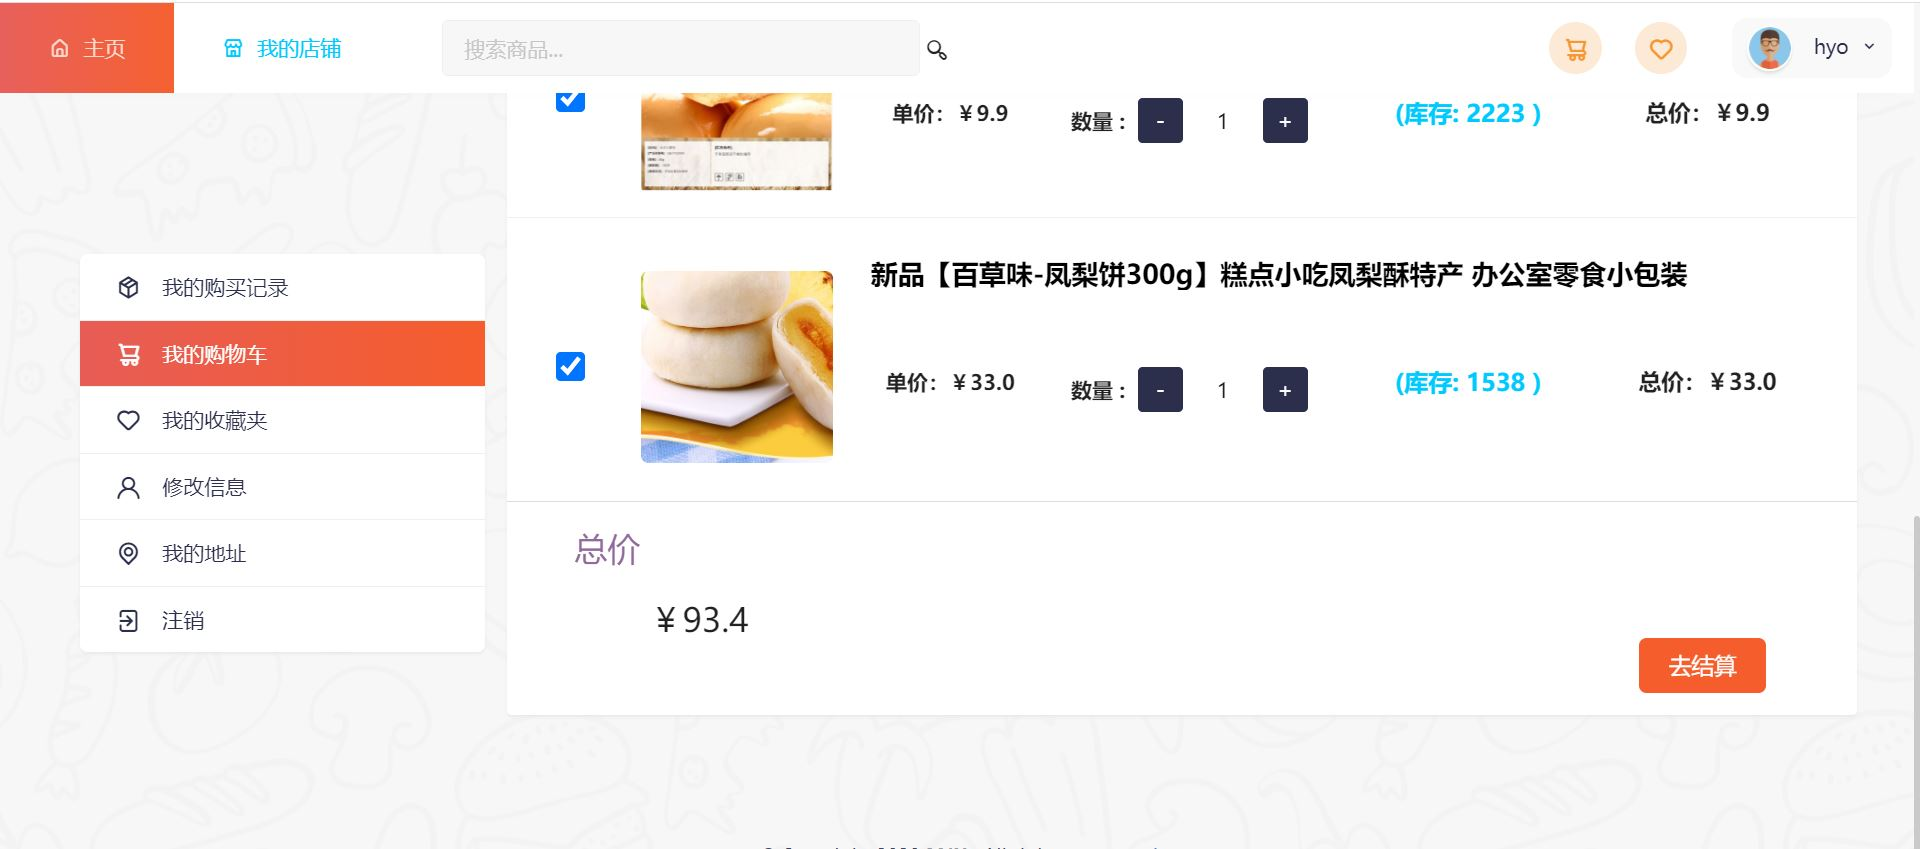 主页
我的店铺
搜索商品...
hyo
单价：￥9.9
数量：
-
1
+
(库存: 2223 )
总价：￥9.9
我的购买记录
我的购物车
我的收藏夹
修改信息
我的地址
注销
新品【百草味-凤梨饼300g】糕点小吃凤梨酥特产 办公室零食小包装
单价：￥33.0
数量：
-
1
+
(库存: 1538 )
总价：￥33.0
总价
￥93.4
去结算